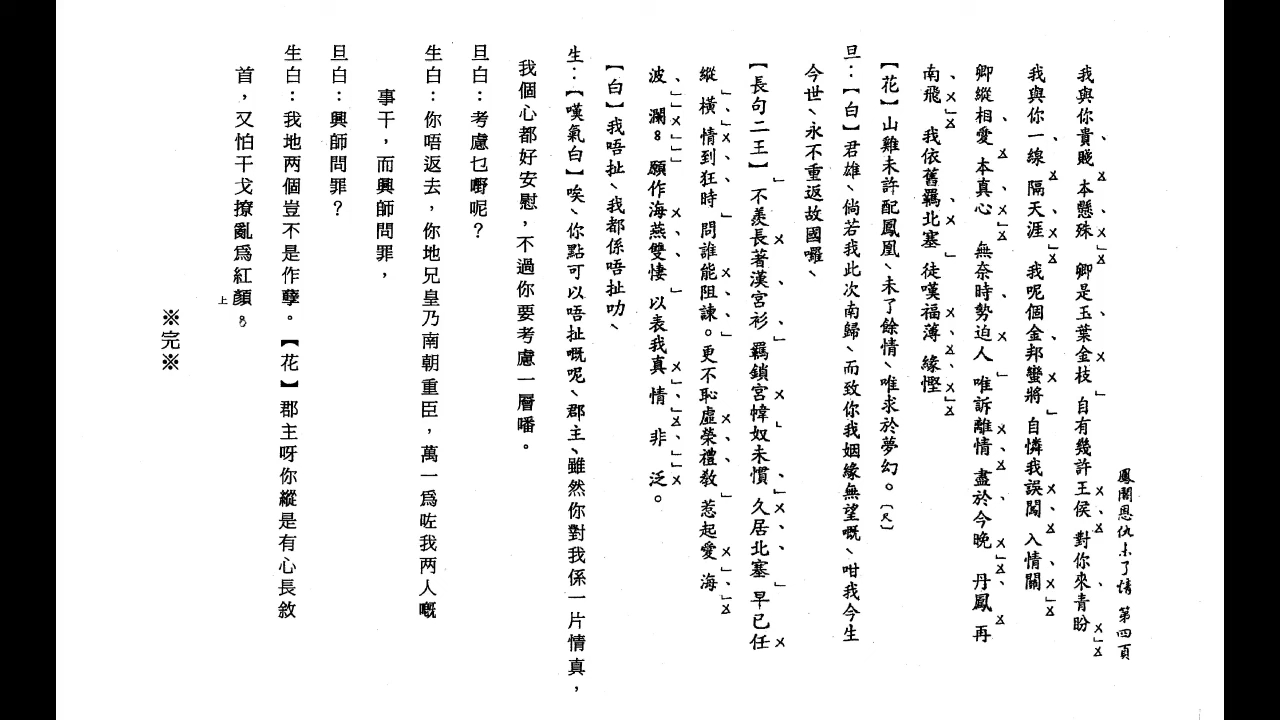 鳳閣恩仇未了情 第四頁
我與你貴賤 本懸殊 卿是玉葉金枝 自有幾許王侯 對你來青盼
我與你一線 隔天涯 我呢個金邦蠻將 自憐我誤闖 入情關
卿縱相愛 本真心 無奈時勢迫人 唯訴離情 盡於今晚 丹鳳 再
南飛 我依舊羈北塞 徒嘆福薄 緣慳
【花】山雞未許配鳳凰、未了餘情、唯求於夢幻。〔尺〕
旦：【白】君雄、倘若我此次南歸、而致你我姻緣無望嘅、咁我今生
今世、永不重返故國囉、
【長句二王】不羨長著漢宮衫 羈鎖宮幃奴未慣 久居北塞 早已任
縱橫 情到狂時 問誰能阻諫。更不恥虛榮禮教 惹起愛 海
波 瀾。願作海燕雙悽 以表我真 情 非 泛。
【白】我唔扯、我都係唔扯叻、
生：【嘆氣白】唉、你點可以唔扯嘅呢、郡主、雖然你對我係一片情真，
我個心都好安慰，不過你要考慮一層噃。
旦白：考慮乜嘢呢？
生白：你唔返去，你地兄皇乃南朝重臣，萬一爲咗我两人嘅
事干，而興師問罪，
旦白：興師問罪？
生白：我地两個豈不是作孽。【花】郡主呀你縱是有心長敘
首，又怕干戈撩亂爲紅顏。上
※完※